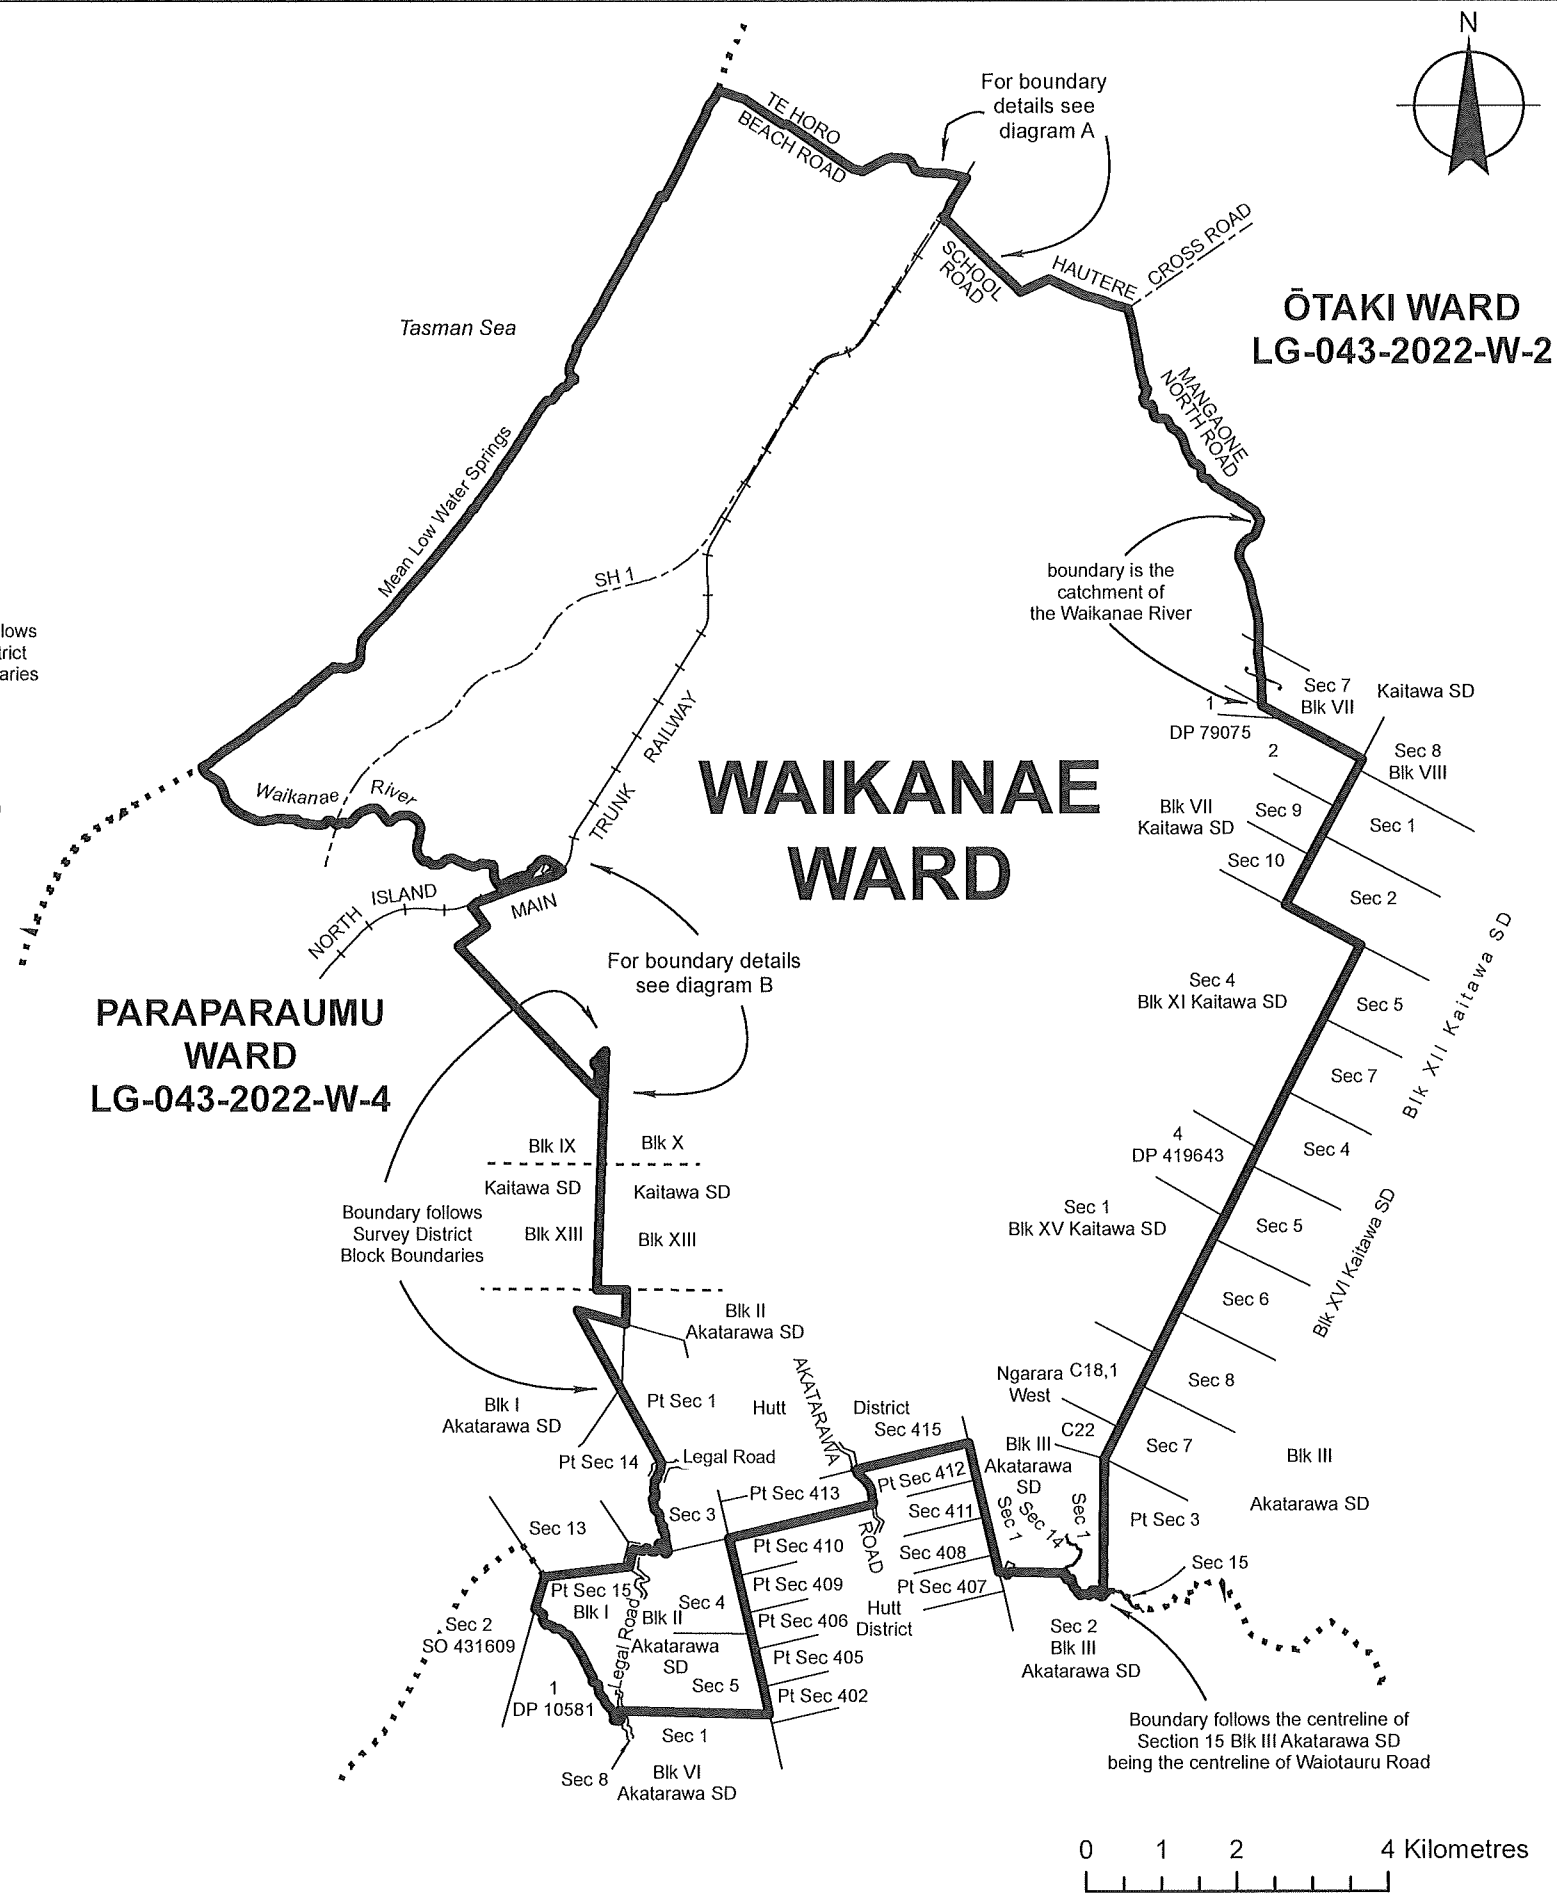 N
For boundary
details see
diagram A
TE HORO
BEACH ROAD
SCHOOL
ROAD
HAUTERE
CROSS ROAD
ŌTAKI WARD
LG-043-2022-W-2
Tasman Sea
MANGAONE
NORTH ROAD
Mean Low Water Springs
SH 1
boundary is the
catchment of
the Waikanae River
lows
trict
aries
Sec 7
Blk VII
Kaitawa SD
1
DP 79075
2
Sec 8
Blk VIII
RAILWAY
TRUNK
WAIKANAE
WARD
Waikanae
River
Blk VII
Kaitawa SD
Sec 9
Sec 1
Sec 10
Sec 2
ISLAND
NORTH
MAIN
For boundary details
see diagram B
Sec 4
Blk XI Kaitawa SD
Sec 5
Blk XII Kaitawa SD
PARAPARAUMU
WARD
LG-043-2022-W-4
Sec 7
4
DP 419643
Sec 4
Blk IX
Blk X
Kaitawa SD
Kaitawa SD
Blk XIII
Blk XIII
Boundary follows
Survey District
Block Boundaries
Sec 1
Blk XV Kaitawa SD
Sec 5
Blk XVI Kaitawa SD
Sec 6
Blk II
Akatarawa SD
Ngarara
West
C18,1
Sec 8
Blk I
Akatarawa SD
Pt Sec 1
Hutt
AKATARAWA
District
Sec 415
C22
Sec 7
Blk III
Akatarawa SD
Pt Sec 14
Legal Road
Blk III
Akatarawa
SD
Pt Sec 412
Pt Sec 413
Sec 3
Sec 411
Sec 1
Sec 14
Sec 1
Pt Sec 3
Sec 13
ROAD
Pt Sec 410
Sec 408
Sec 15
Pt Sec 15
Blk I
Pt Sec 409
Pt Sec 407
Sec 4
Hutt
District
Sec 2
SO 431609
Legal Road
Blk II
Akatarawa
SD
Pt Sec 406
Sec 2
Blk III
Akatarawa SD
Pt Sec 405
Sec 5
1
DP 10581
Pt Sec 402
Sec 1
Sec 8
Blk VI
Akatarawa SD
Boundary follows the centreline of
Section 15 Blk III Akatarawa SD
being the centreline of Waiotauru Road
0 1 2 4 Kilometres